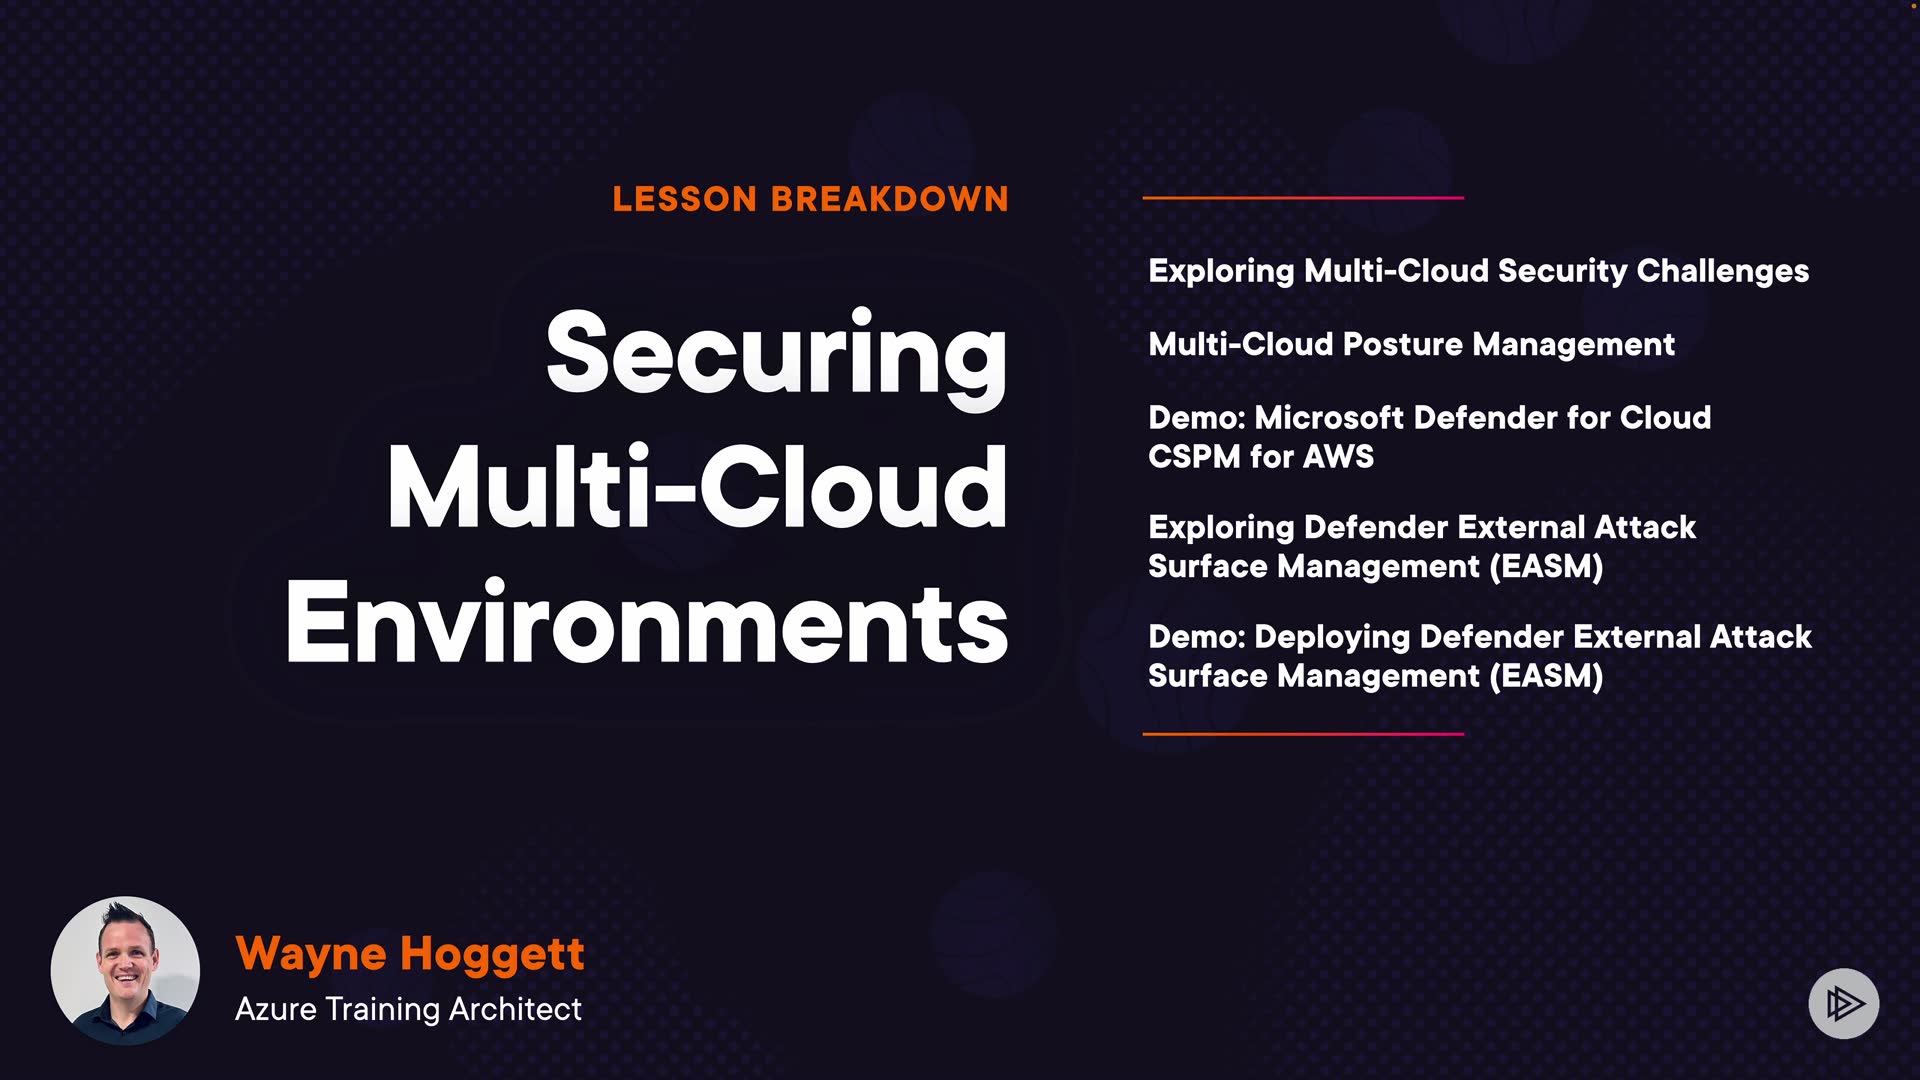 LESSON BREAKDOWN
Securing
Multi-Cloud
Environments
Exploring Multi-Cloud Security Challenges
Multi-Cloud Posture Management
Demo: Microsoft Defender for Cloud
CSPM for AWS
Exploring Defender External Attack
Surface Management (EASM)
Demo: Deploying Defender External Attack
Surface Management (EASM)
Wayne Hoggett
Azure Training Architect